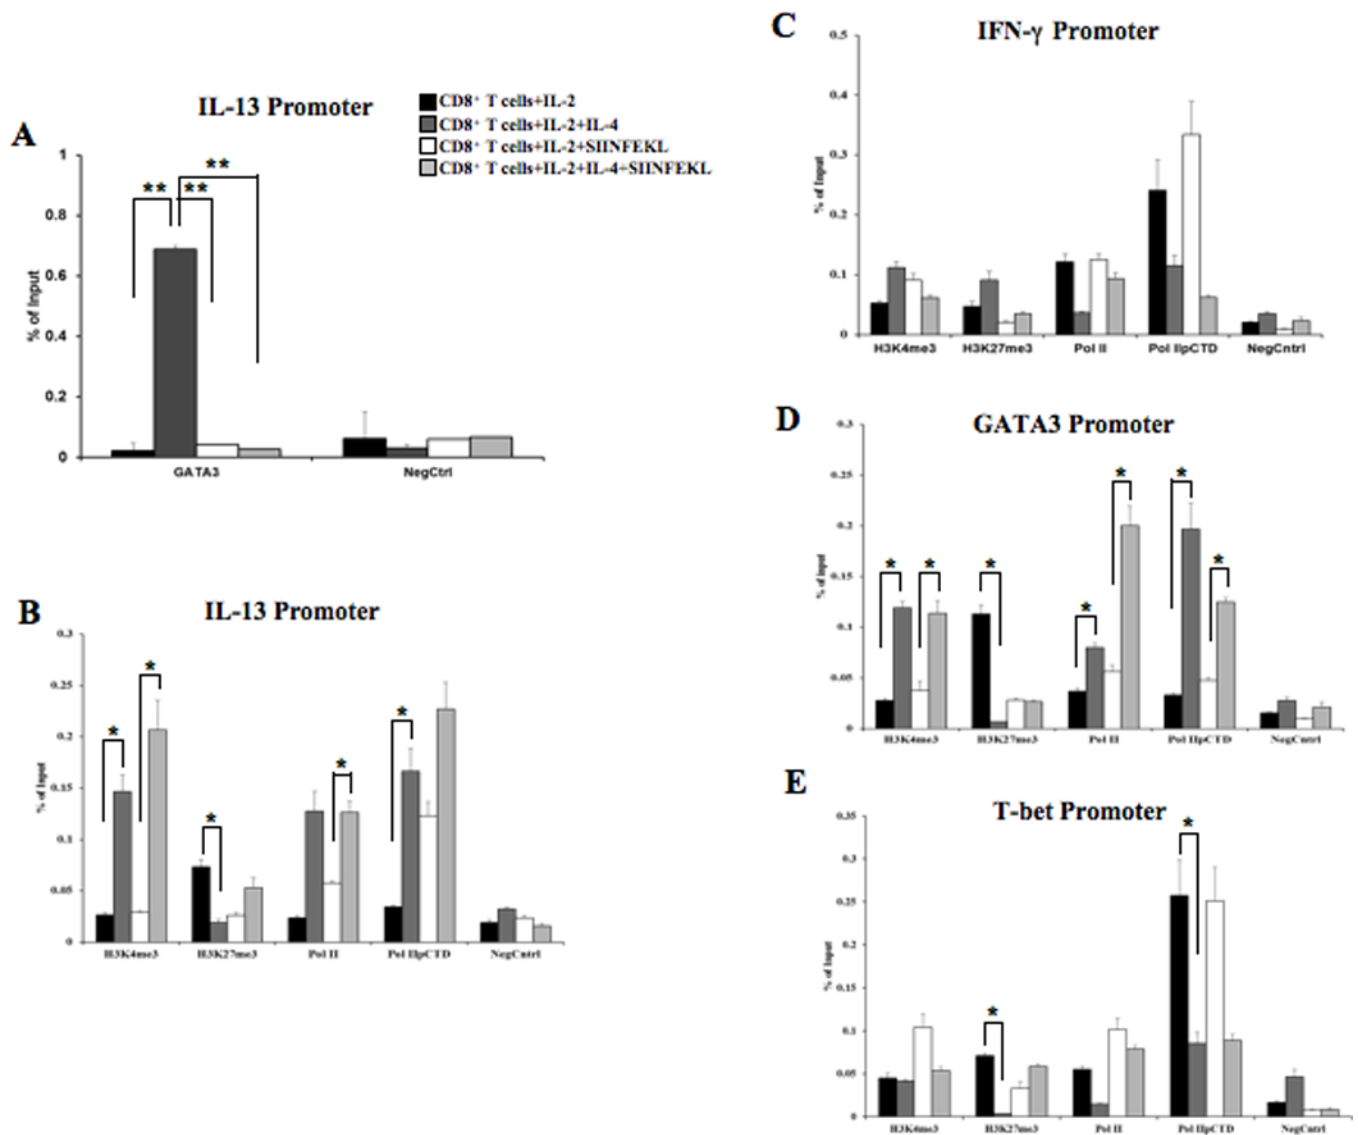 A
IL-13 Promoter
CD8+ T cells+IL-2
CD8+ T cells+IL-2+IL-4
CD8+ T cells+IL-2+SIINFEKL
CD8+ T cells+IL-2+IL-4+SIINFEKL
** ** **
% of Input
1
0.8
0.6
0.4
0.2
0
GATA3 NegCtrl
B
IL-13 Promoter
% of Input
0.3
0.25
0.2
0.15
0.1
0.05
0
* * * * *
H3K4me3 H3K27me3 Pol II Pol IIpCTD NegCntrl
C
IFN-γ Promoter
% of Input
0.5
0.4
0.3
0.2
0.1
0
H3K4me3 H3K27me3 Pol II Pol IIpCTD NegCntrl
D
GATA3 Promoter
% of input
0.3
0.25
0.2
0.15
0.1
0.05
0
* * * * * * *
H3K4me3 H3K27me3 Pol II Pol IIpCTD NegCntrl
E
T-bet Promoter
% of Input
0.35
0.3
0.25
0.2
0.15
0.1
0.05
0
* *
H3K4me3 H3K27me3 Pol II Pol IIpCTD NegCntrl